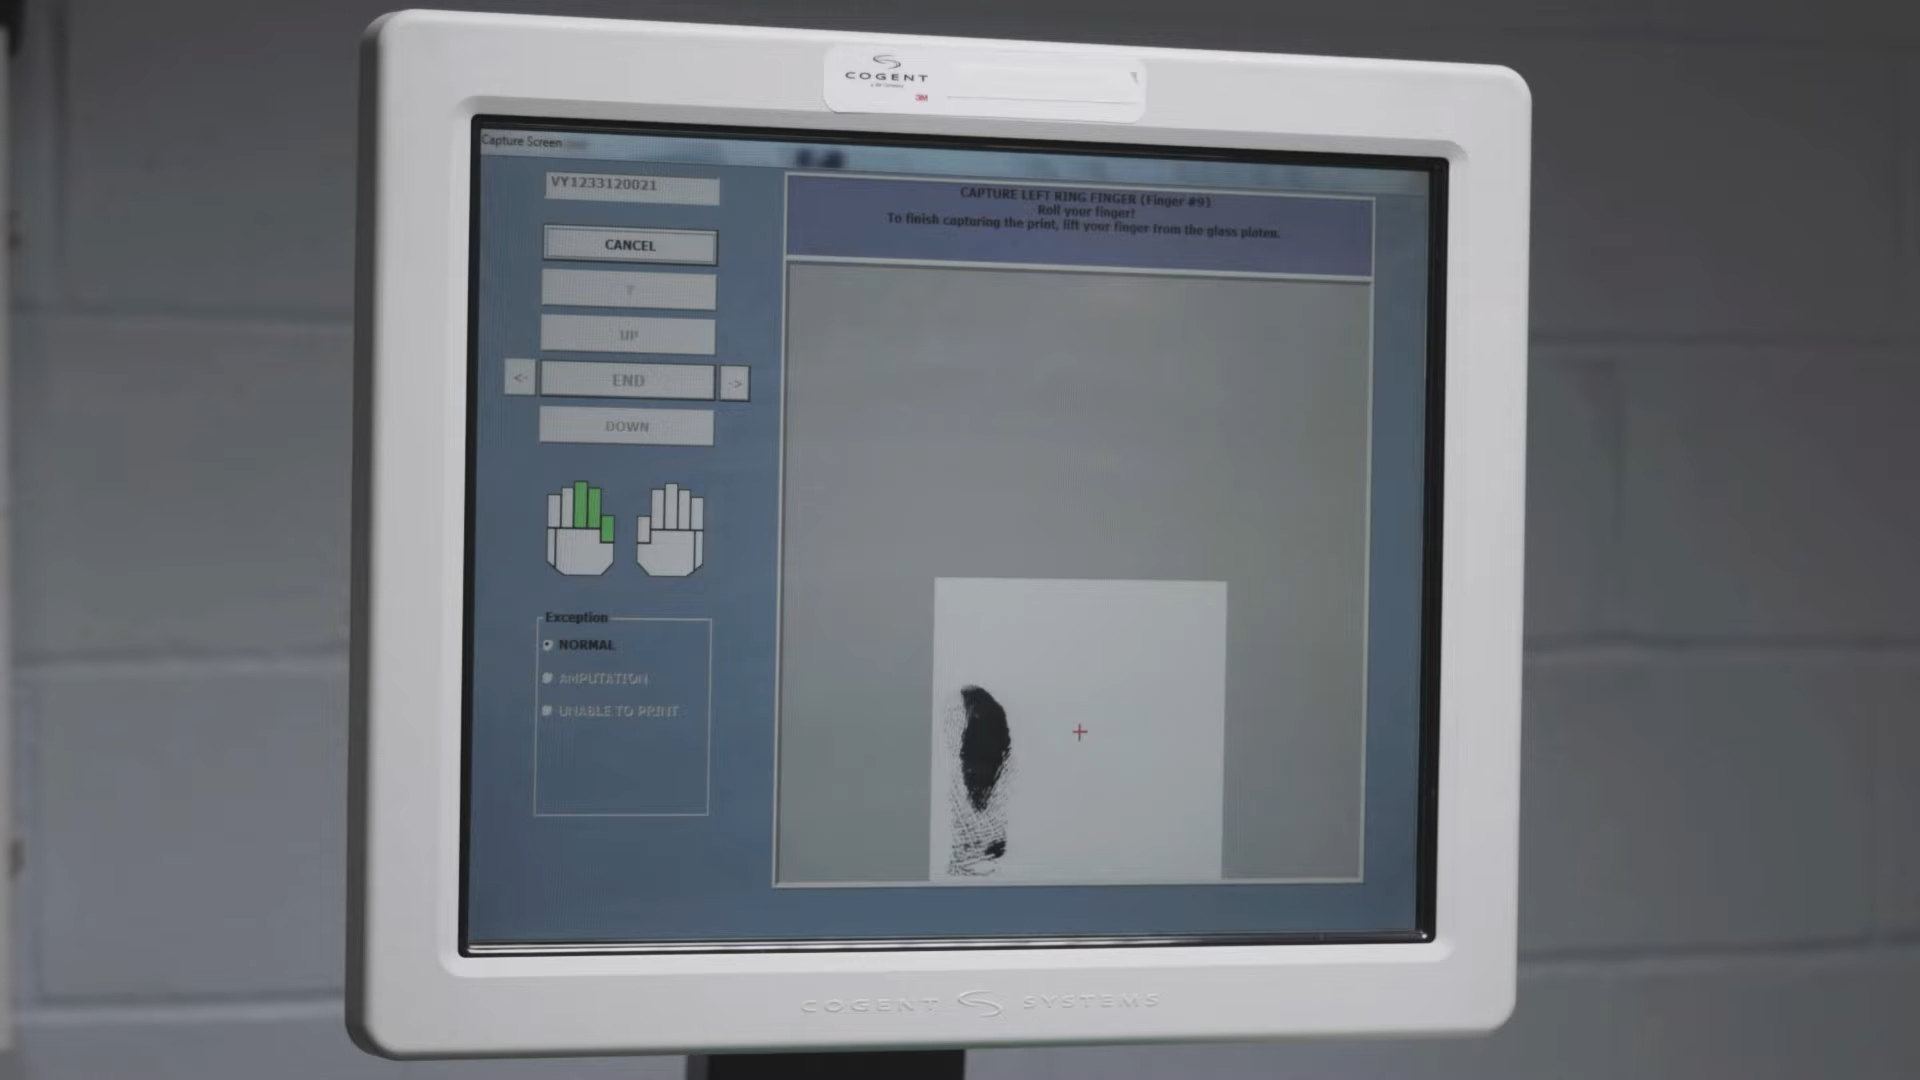 COGENT
3M
Capture Screen
VY1233120021
CANCEL
?
UP
<-
END
->
DOWN
Exception
NORMAL
AMPUTATION
UNABLE TO PRINT
CAPTURE LEFT RING FINGER (Finger #9)
Roll your finger!
To finish capturing the print, lift your finger from the glass platen.
COGENT SYSTEMS